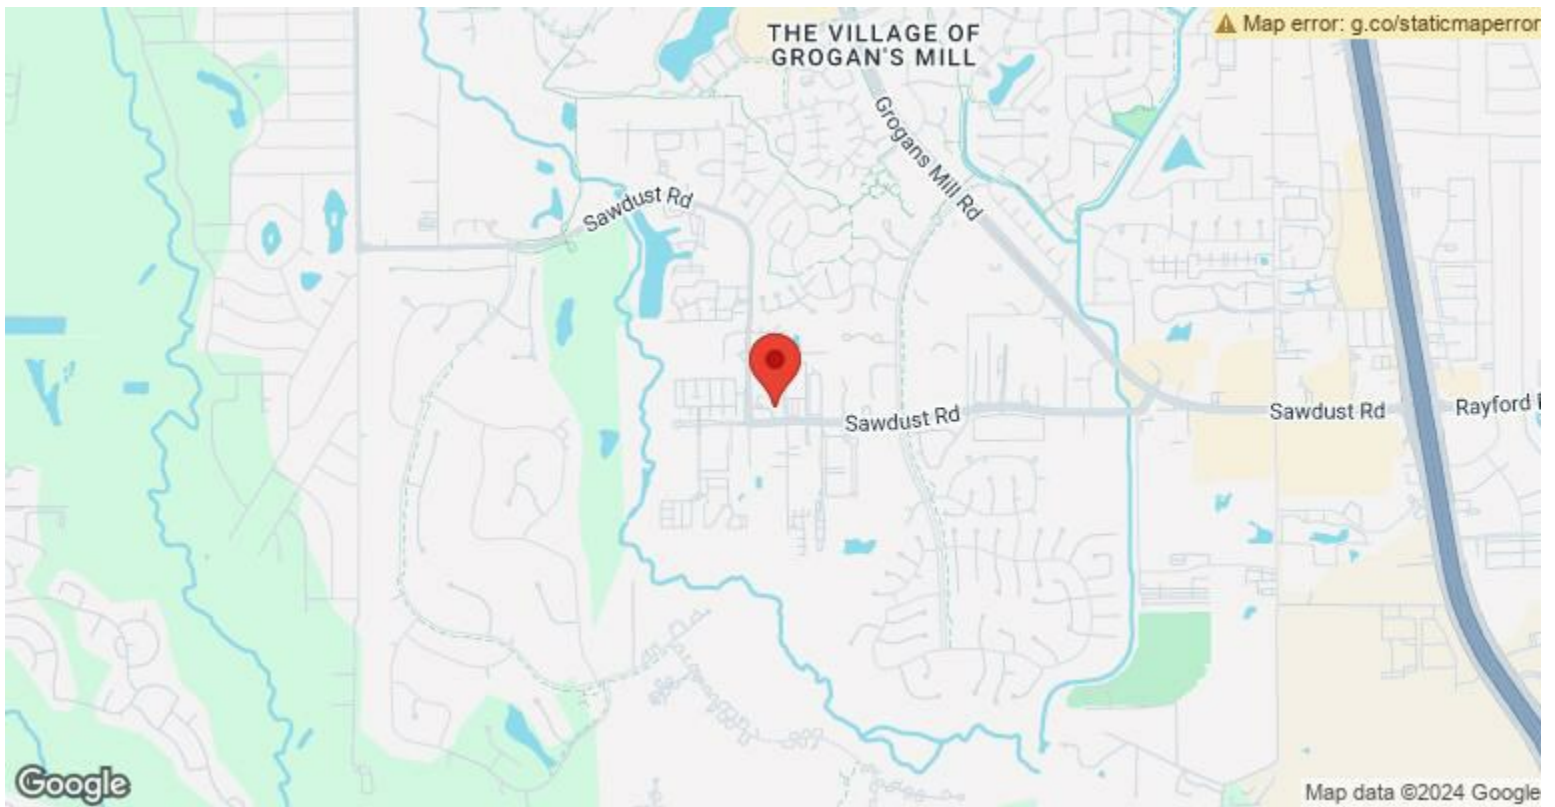 THE VILLAGE OF
GROGAN'S MILL
Map error: g.co/staticmaperror
Grogans Mill Rd
Sawdust Rd
Sawdust Rd
Sawdust Rd
Rayford
Google
Map data ©2024 Google